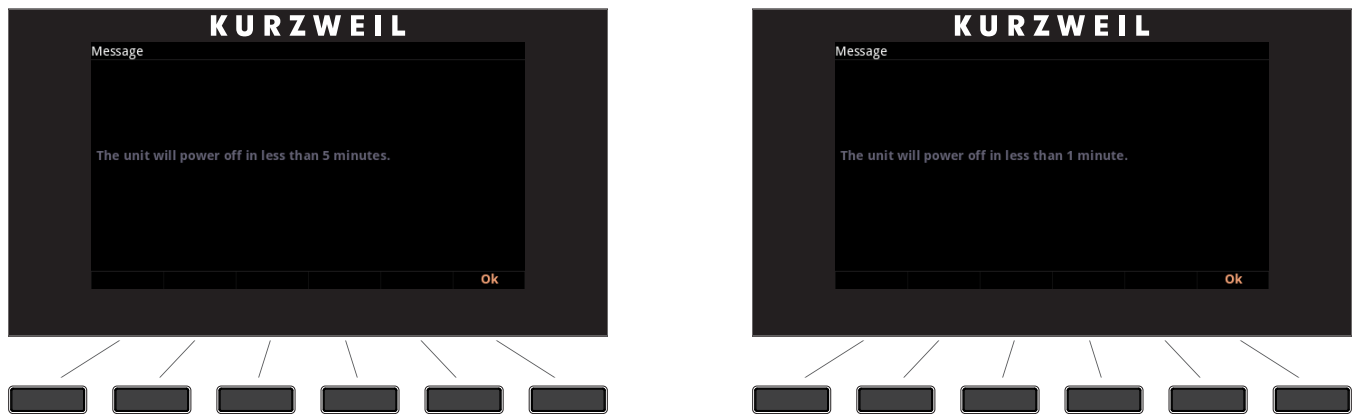 KURZWEIL
Message
The unit will power off in less than 5 minutes.
Ok
KURZWEIL
Message
The unit will power off in less than 1 minute.
Ok